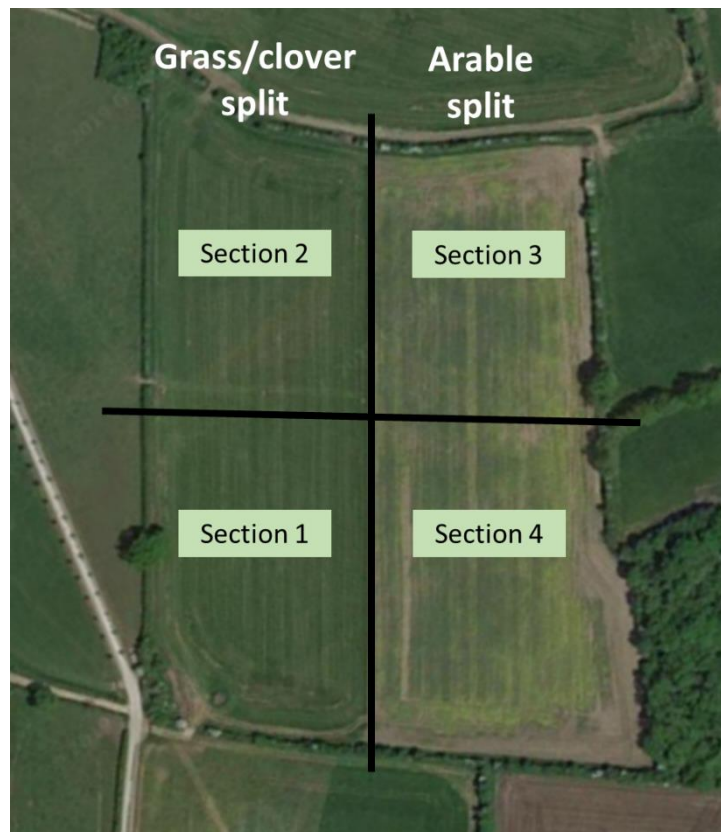 Grass/clover
split
Arable
split
Section 2
Section 3
Section 1
Section 4